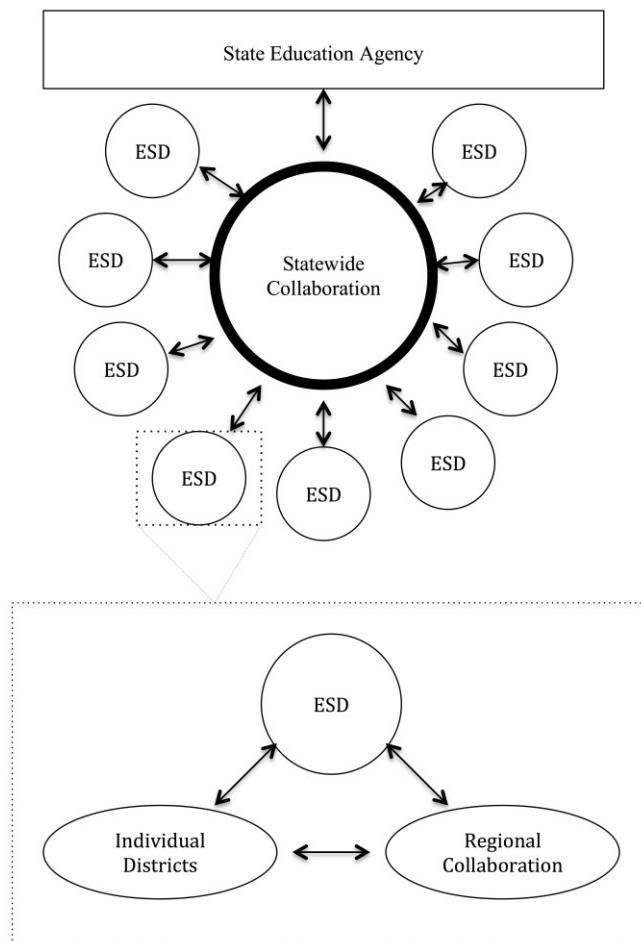 State Education Agency
ESD
ESD
ESD
Statewide
Collaboration
ESD
ESD
ESD
ESD
ESD
ESD
ESD
Individual
Districts
Regional
Collaboration